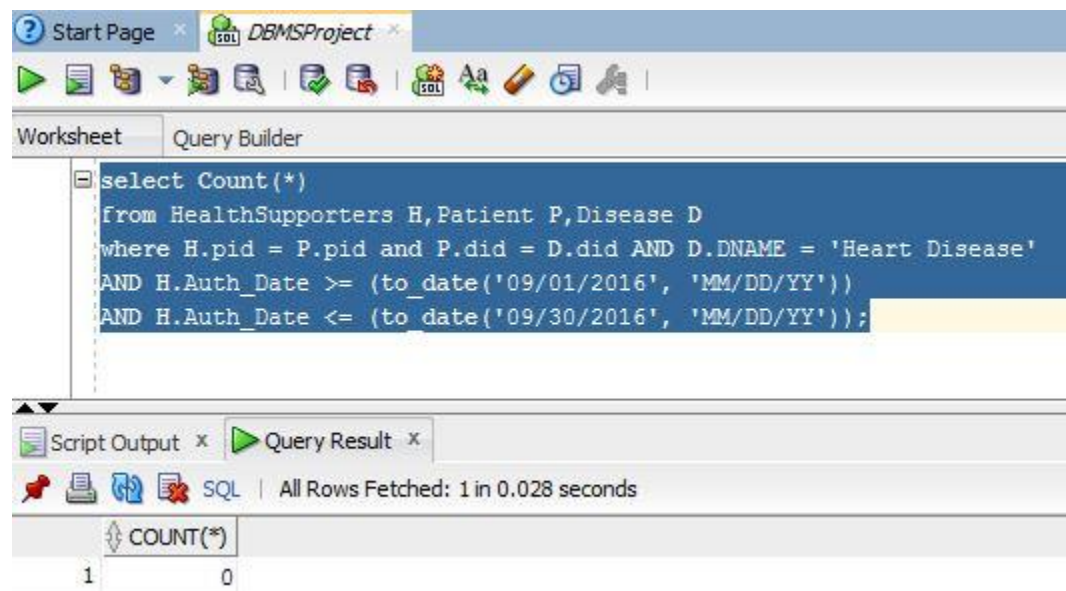 Start Page
DBMSProject
Worksheet
Query Builder
select Count(*)
from HealthSupporters H,Patient P,Disease D
where H.pid = P.pid and P.did = D.did AND D.DNAME = 'Heart Disease'
AND H.Auth_Date >= (to_date('09/01/2016', 'MM/DD/YY'))
AND H.Auth_Date <= (to_date('09/30/2016', 'MM/DD/YY'));
Script Output x Query Result x
SQL | All Rows Fetched: 1 in 0.028 seconds
COUNT(*)
1 0